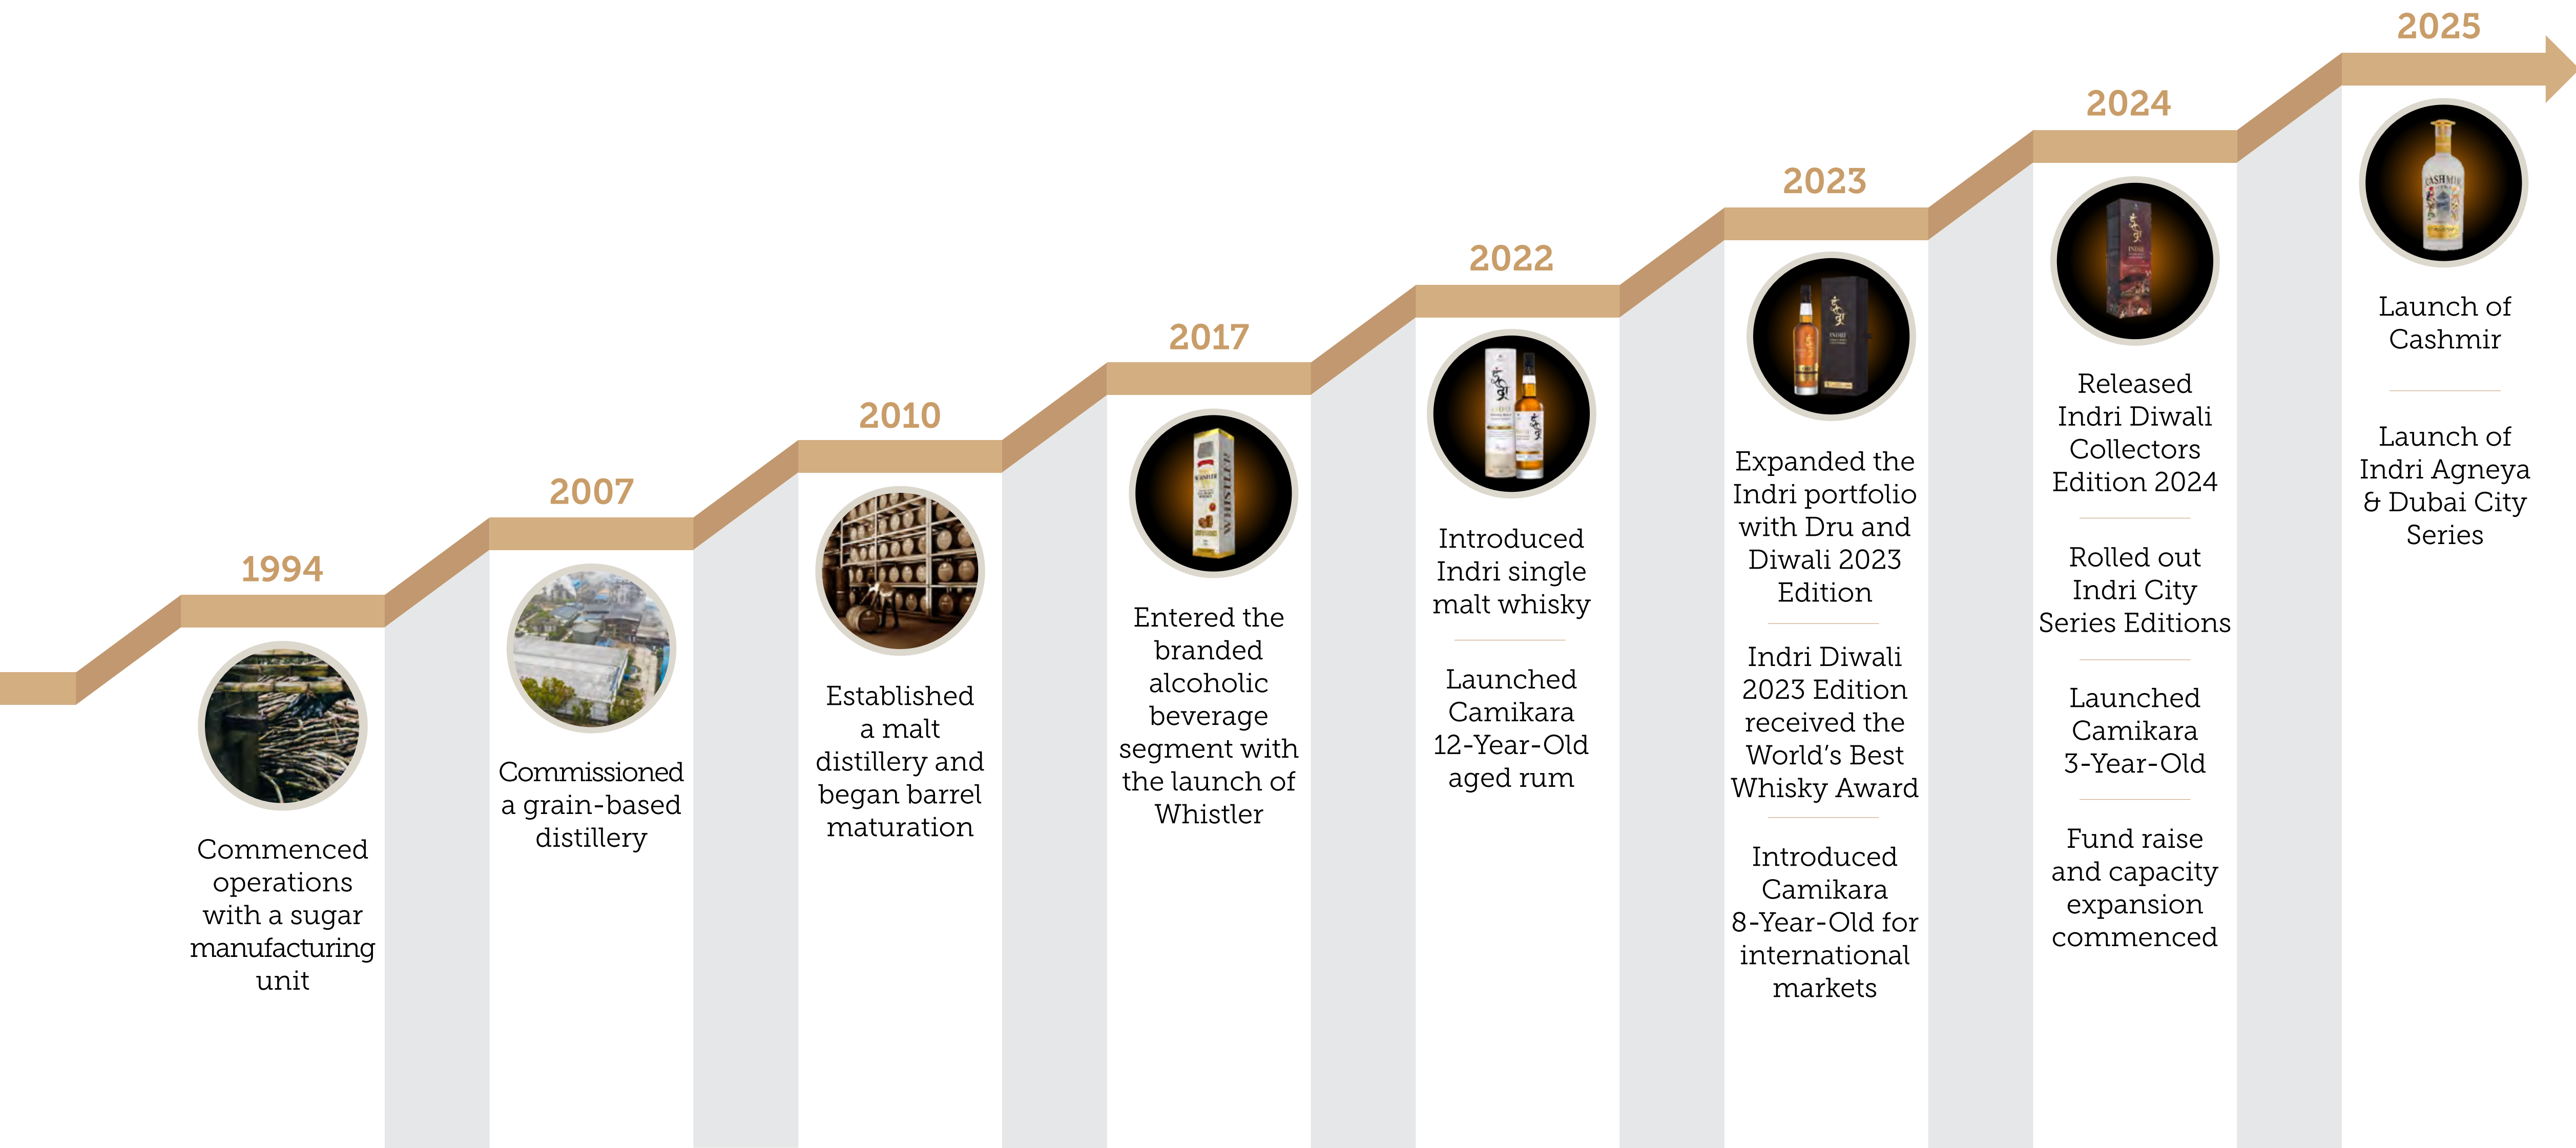 1994
Commenced
operations
with a sugar
manufacturing
unit
2007
Commissioned
a grain-based
distillery
2010
Established
a malt
distillery and
began barrel
maturation
2017
WHISTLER
Entered the
branded
alcoholic
beverage
segment with
the launch of
Whistler
2022
Introduced
Indri single
malt whisky
Launched
Camikara
12-Year-Old
aged rum
2023
INDRI
Expanded the
Indri portfolio
with Dru and
Diwali 2023
Edition
Indri Diwali
2023 Edition
received the
World’s Best
Whisky Award
Introduced
Camikara
8-Year-Old for
international
markets
2024
INDRI
Released
Indri Diwali
Collectors
Edition 2024
Rolled out
Indri City
Series Editions
Launched
Camikara
3-Year-Old
Fund raise
and capacity
expansion
commenced
2025
CASHMIR
Launch of
Cashmir
Launch of
Indri Agneya
& Dubai City
Series